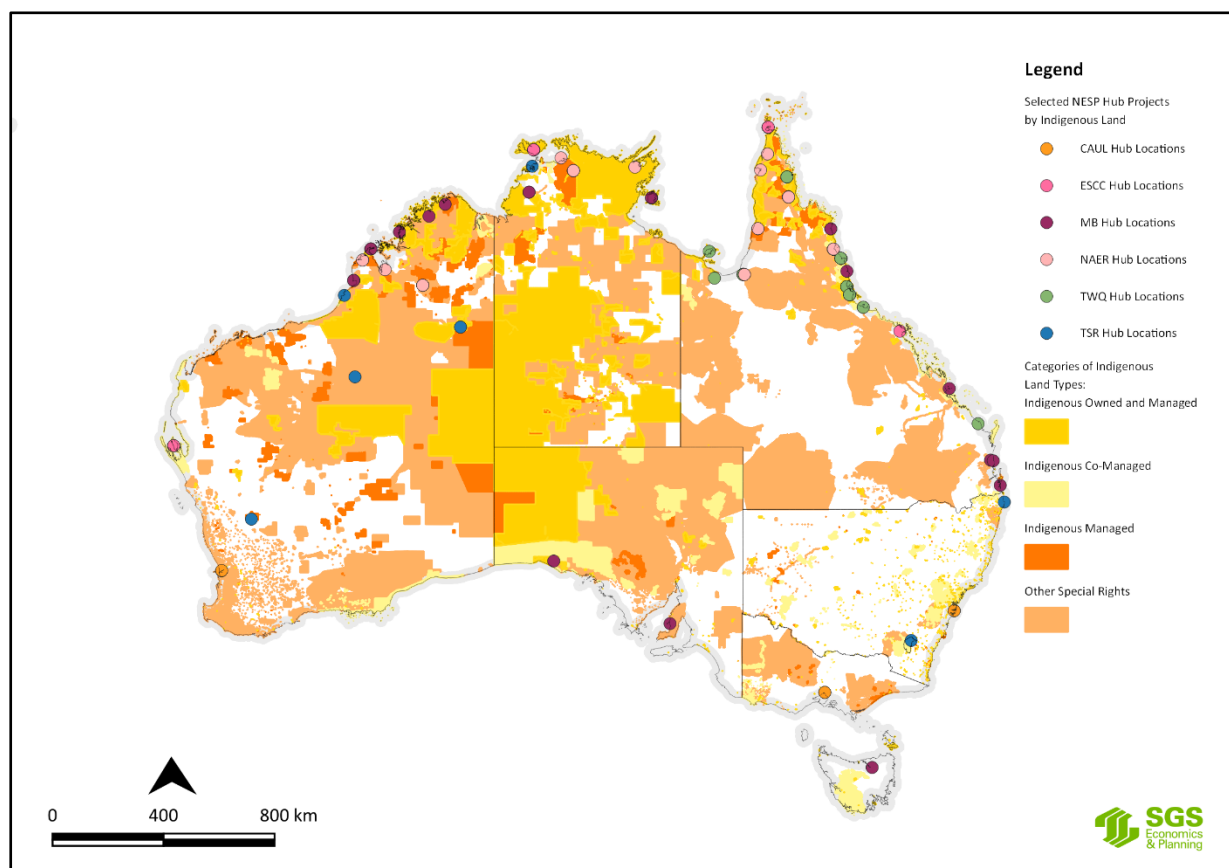 Legend
Selected NESP Hub Projects
by Indigenous Land
CAUL Hub Locations
ESCC Hub Locations
MB Hub Locations
NAER Hub Locations
TWQ Hub Locations
TSR Hub Locations
Categories of Indigenous
Land Types:
Indigenous Owned and Managed
Indigenous Co-Managed
Indigenous Managed
Other Special Rights
0 400 800 km
SGS
Economics
& Planning